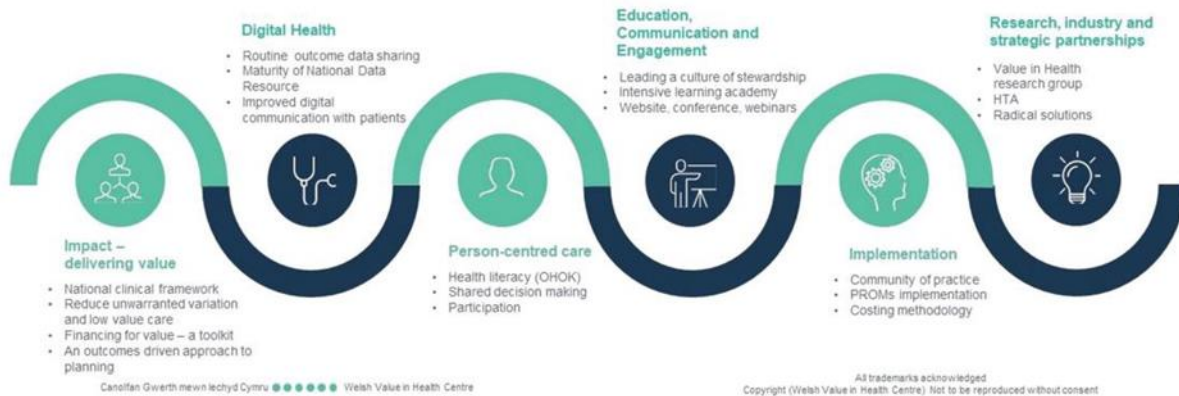 Digital Health
• Routine outcome data sharing
• Maturity of National Data
Resource
• Improved digital
communication with patients
Education,
Communication and
Engagement
• Leading a culture of stewardship
• Intensive learning academy
• Website, conference, webinars
Research, industry and
strategic partnerships
• Value in Health
research group
• HTA
• Radical solutions
Impact –
delivering value
• National clinical framework
• Reduce unwarranted variation
and low value care
• Financing for value – a toolkit
• An outcomes driven approach to
planning
Person-centred care
• Health literacy (OHOK)
• Shared decision making
• Participation
Implementation
• Community of practice
• PROMs implementation
• Costing methodology
Canolfan Gwerth mewn Iechyd Cymru Welsh Value in Health Centre
All trademarks acknowledged
Copyright (Welsh Value in Health Centre) Not to be reproduced without consent